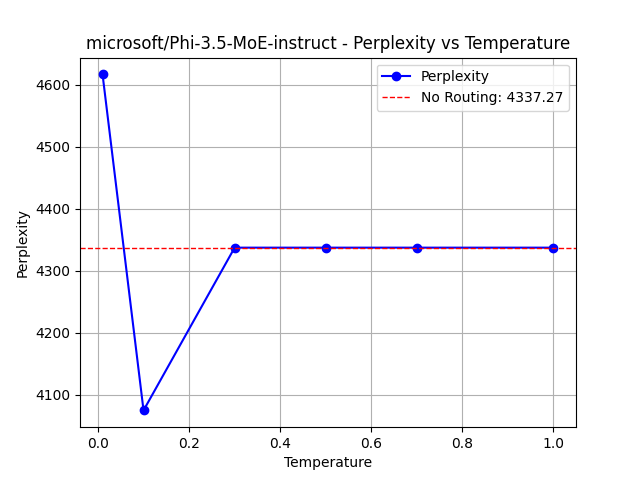 microsoft/Phi-3.5-MoE-instruct - Perplexity vs Temperature
Perplexity
No Routing: 4337.27
Perplexity
4600
4500
4400
4300
4200
4100
0.0 0.2 0.4 0.6 0.8 1.0
Temperature